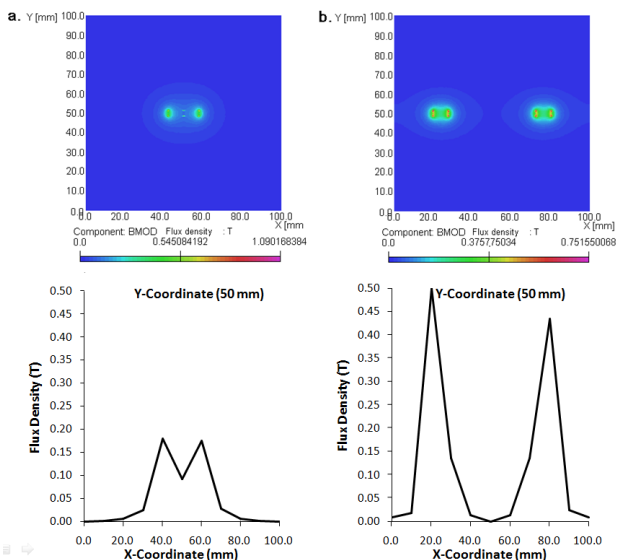 a. Y [mm]
100.0
90.0
80.0
70.0
60.0
50.0
40.0
30.0
20.0
10.0
0.0
20.0 40.0 60.0 80.0 100.0
X [mm
Component: BMOD Flux density : T
0.0 0.545084192 1.090168384
b. Y [mm]
100.0
90.0
80.0
70.0
60.0
50.0
40.0
30.0
20.0
10.0
0.0
20.0 40.0 60.0 80.0 100.0
X [mm]
Component: BMOD Flux density : T
0.0 0.375775034 0.751550068
Y-Coordinate (50 mm)
Flux Density (T)
0.50
0.45
0.40
0.35
0.30
0.25
0.20
0.15
0.10
0.05
0.00
0.0 20.0 40.0 60.0 80.0 100.0
X-Coordinate (mm)
Y-Coordinate (50 mm)
Flux Density (T)
0.50
0.45
0.40
0.35
0.30
0.25
0.20
0.15
0.10
0.05
0.00
0.0 20.0 40.0 60.0 80.0 100.0
X-Coordinate (mm)